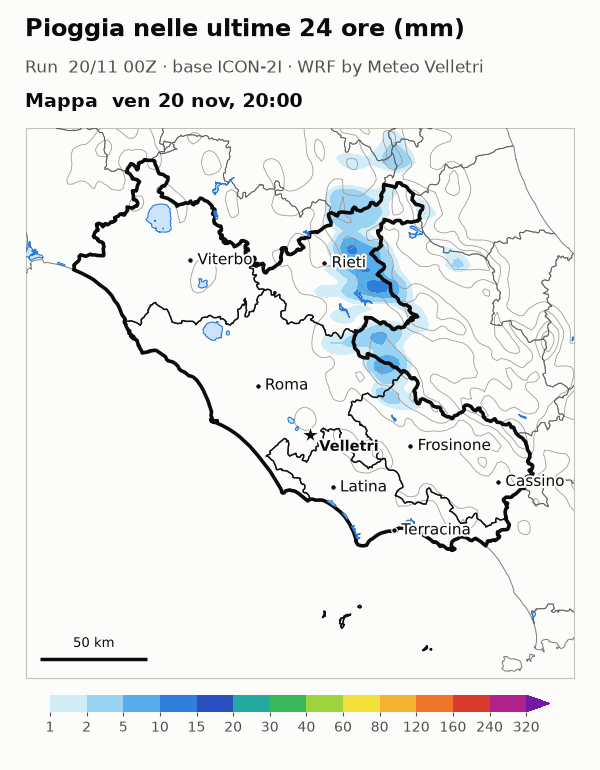 Pioggia nelle ultime 24 ore (mm)
Run 20/11 00Z · base ICON-2I · WRF by Meteo Velletri
Mappa ven 20 nov, 20:00
Viterbo
Rieti
Roma
Velletri
Frosinone
Latina
Cassino
Terracina
50 km
1 2 5 10 15 20 30 40 60 80 120 160 240 320